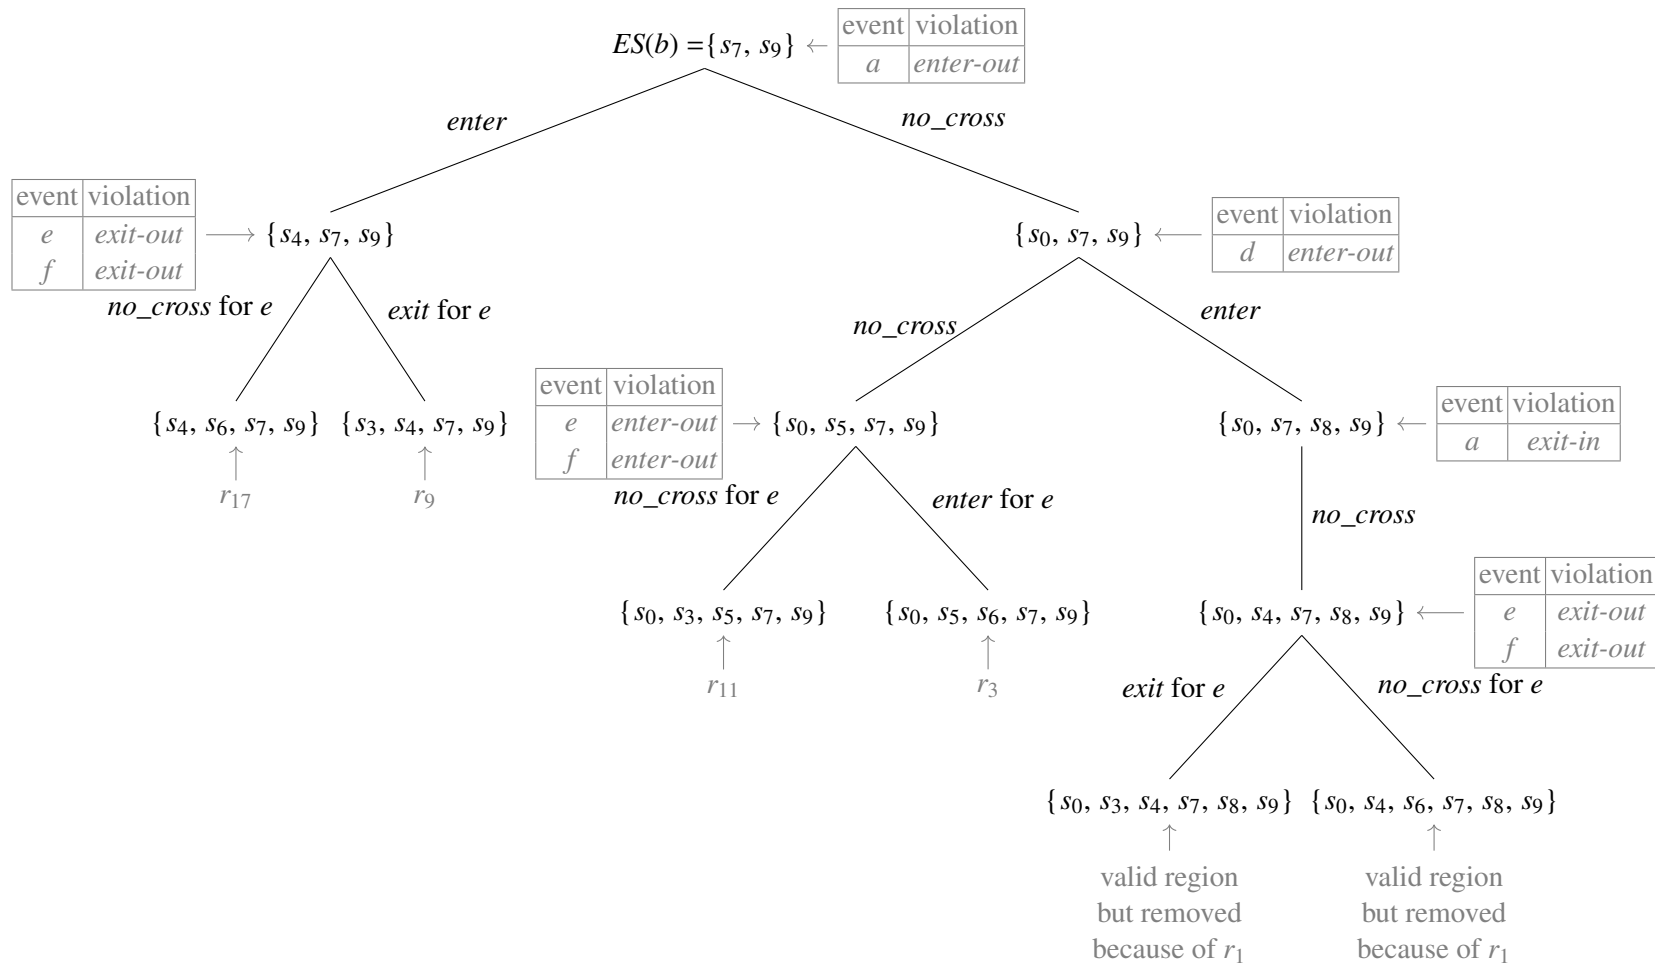 event violation
ES(b) ={s₇, s₉}
a enter-out
enter
no_cross
event violation
e exit-out
f exit-out
{s₄, s₇, s₉}
{s₀, s₇, s₉}
event violation
d enter-out
no_cross for e
exit for e
no_cross
enter
event violation
e enter-out
f enter-out
{s₄, s₆, s₇, s₉}
{s₃, s₄, s₇, s₉}
{s₀, s₅, s₇, s₉}
{s₀, s₇, s₈, s₉}
event violation
a exit-in
r₁₇
r₉
no_cross for e
enter for e
no_cross
event violation
e exit-out
f exit-out
{s₀, s₃, s₅, s₇, s₉}
{s₀, s₅, s₆, s₇, s₉}
{s₀, s₄, s₇, s₈, s₉}
r₁₁
r₃
exit for e
no_cross for e
{s₀, s₃, s₄, s₇, s₈, s₉}
{s₀, s₄, s₆, s₇, s₈, s₉}
valid region
but removed
because of r₁
valid region
but removed
because of r₁